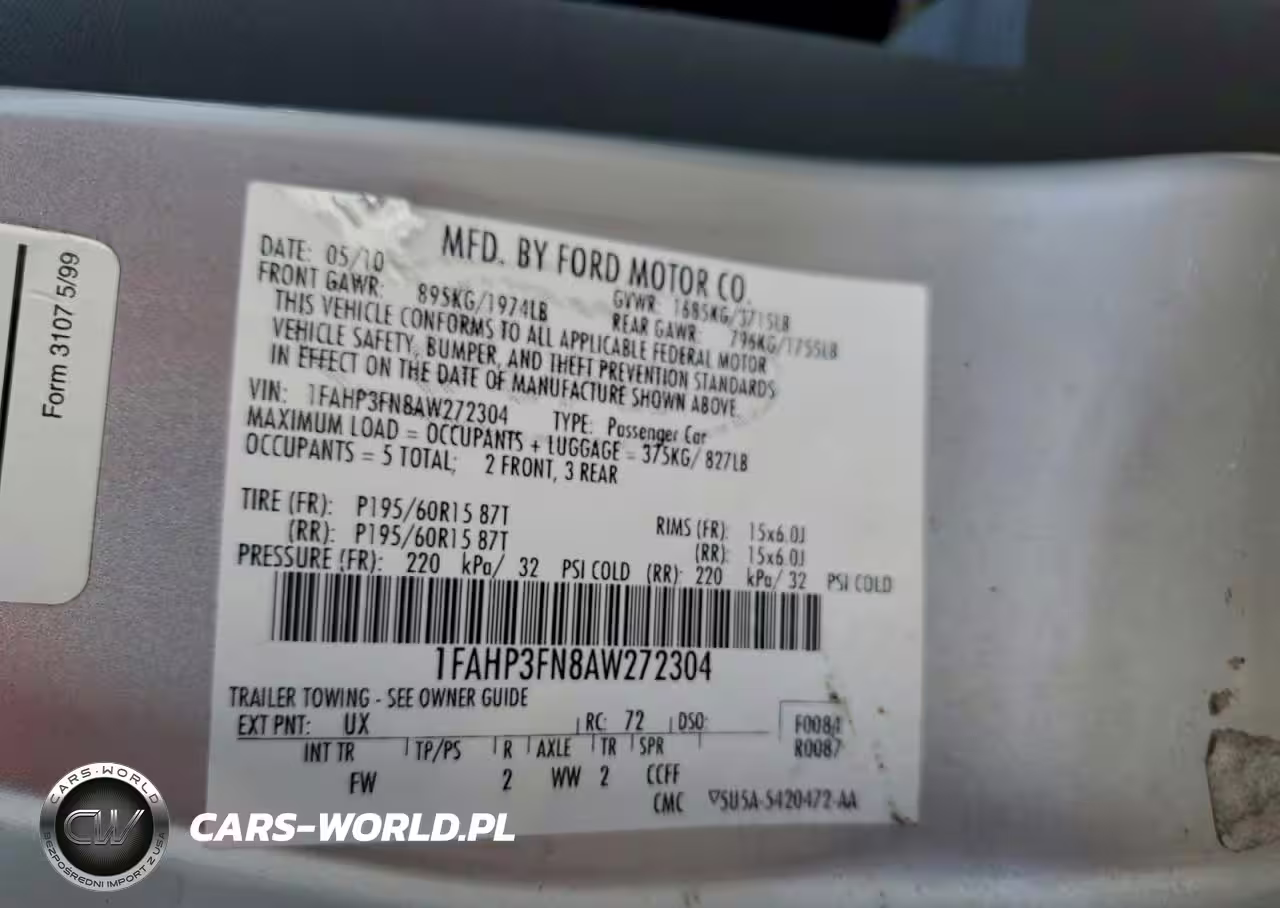 MFD. BY FORD MOTOR CO.
DATE: 05/10
FRONT GAWR: 895KG/1974LB
GVWR: 1685KG/3715LB
REAR GAWR: 796KG/1755LB
THIS VEHICLE CONFORMS TO ALL APPLICABLE FEDERAL MOTOR
VEHICLE SAFETY, BUMPER, AND THEFT PREVENTION STANDARDS
IN EFFECT ON THE DATE OF MANUFACTURE SHOWN ABOVE.
VIN: 1FAHP3FN8AW272304 TYPE: Passenger Car
MAXIMUM LOAD = OCCUPANTS + LUGGAGE = 375KG/827LB
OCCUPANTS = 5 TOTAL; 2 FRONT, 3 REAR
TIRE (FR): P195/60R15 87T RIMS (FR): 15x6.0J
(RR): P195/60R15 87T (RR): 15x6.0J
PRESSURE (FR): 220 kPa/ 32 PSI COLD (RR): 220 kPa/ 32 PSI COLD
1FAHP3FN8AW272304
TRAILER TOWING - SEE OWNER GUIDE
EXT PNT: UX RC: 72 DSO: F0084
INT TR TP/PS R AXLE TR SPR R0087
FW 2 WW 2 CCFF
CMC 5U5A-5420472-AA
Form 3107 5/99
CARS-WORLD
CW
BEZPOŚREDNI IMPORT Z USA
CARS-WORLD.PL